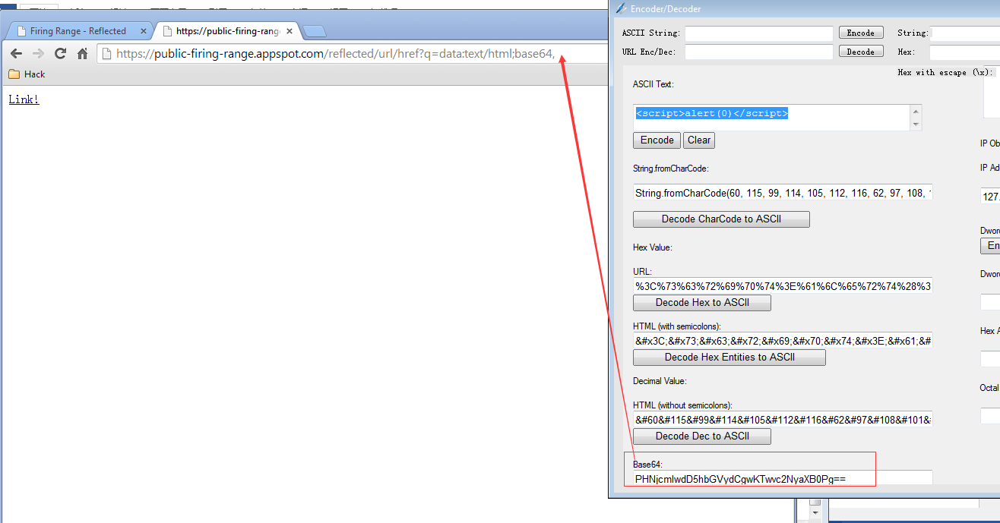 Firing Range - Reflected
https://public-firing-rang
https://public-firing-range.appspot.com/reflected/url/href?q=data:text/html;base64,
Hack
Link!
Encoder/Decoder
ASCII String:
Encode
String:
URL Enc/Dec:
Decode
Hex:
Hex with escape (\x):
ASCII Text:
<script>alert(0)</script>
Encode
Clear
String.fromCharCode:
String.fromCharCode(60, 115, 99, 114, 105, 112, 116, 62, 97, 108,
Decode CharCode to ASCII
Hex Value:
URL:
%3C%73%63%72%69%70%74%3E%61%6C%65%72%74%28%3
Decode Hex to ASCII
HTML (with semicolons):
&#x3C;&#x73;&#x63;&#x72;&#x69;&#x70;&#x74;&#x3E;&#x61;&#
Decode Hex Entities to ASCII
Decimal Value:
HTML (without semicolons):
&#60&#115&#99&#114&#105&#112&#116&#62&#97&#108&#101&
Decode Dec to ASCII
Base64:
PHNjcmlwdD5hbGVydCgwKTwvc2NyaXB0Pg==
IP Ob
IP Ad
127.
Dwor
En
Dwor
Hex A
Octal